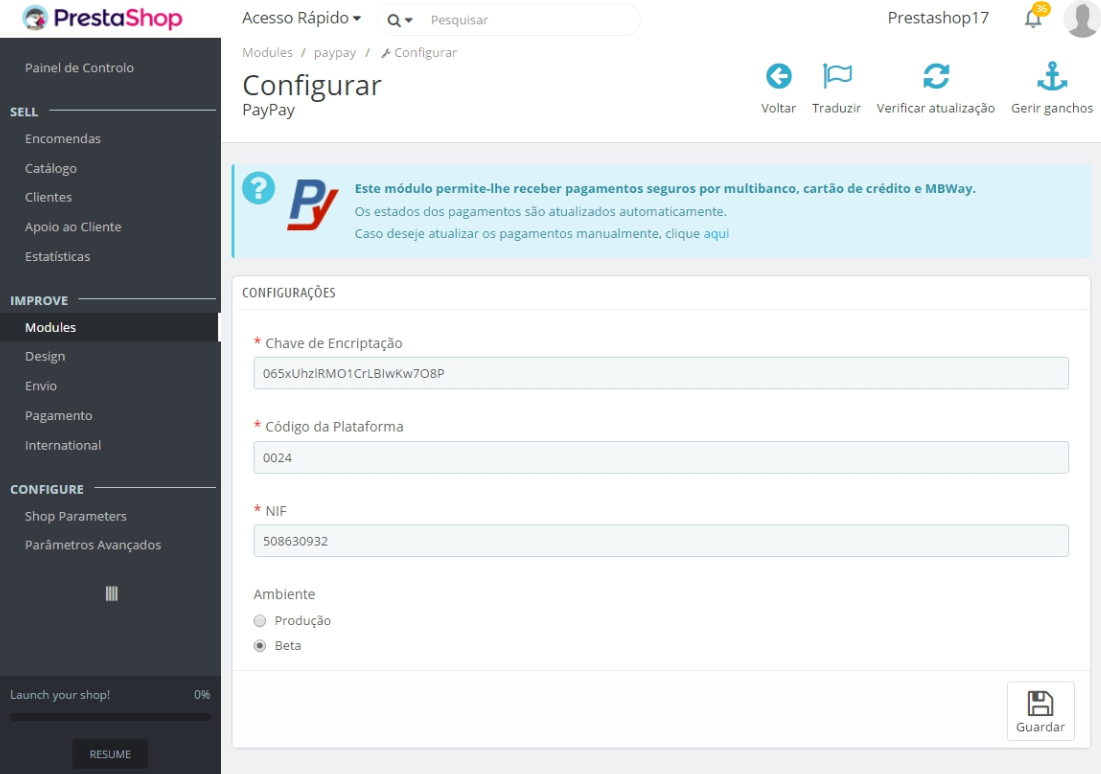 PrestaShop
Acesso Rápido
Pesquisar
Prestashop17
36
Modules / paypay / Configurar
Configurar
PayPay
Voltar
Traduzir
Verificar atualização
Gerir ganchos
Painel de Controlo
SELL
Encomendas
Catálogo
Clientes
Apoio ao Cliente
Estatísticas
IMPROVE
Modules
Design
Envio
Pagamento
International
CONFIGURE
Shop Parameters
Parâmetros Avançados
Launch your shop! 0%
RESUME
?
Py
Este módulo permite-lhe receber pagamentos seguros por multibanco, cartão de crédito e MBWay.
Os estados dos pagamentos são atualizados automaticamente.
Caso deseje atualizar os pagamentos manualmente, clique aqui
CONFIGURAÇÕES
* Chave de Encriptação
065xUhzlRMO1CrLBIwKw7O8P
* Código da Plataforma
0024
* NIF
508630932
Ambiente
Produção
Beta
Guardar